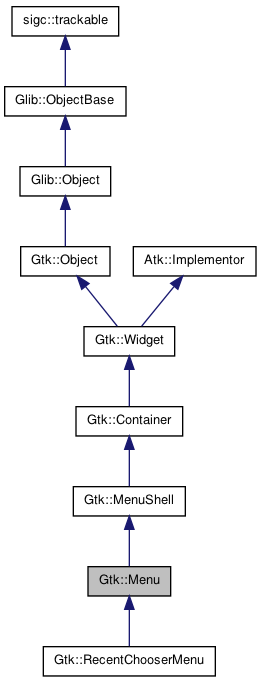 sigc::trackable
Glib::ObjectBase
Glib::Object
Gtk::Object
Atk::Implementor
Gtk::Widget
Gtk::Container
Gtk::MenuShell
Gtk::Menu
Gtk::RecentChooserMenu